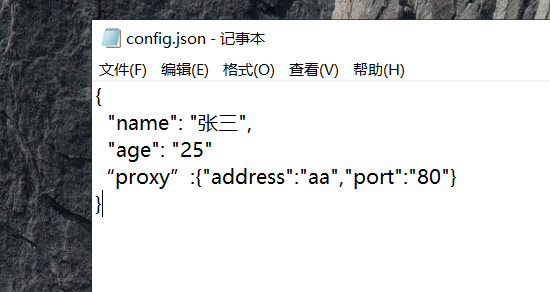 config.json - 记事本
文件(F) 编辑(E) 格式(O) 查看(V) 帮助(H)
{
"name": "张三",
"age": "25"
“proxy” :{"address":"aa","port":"80"}
}